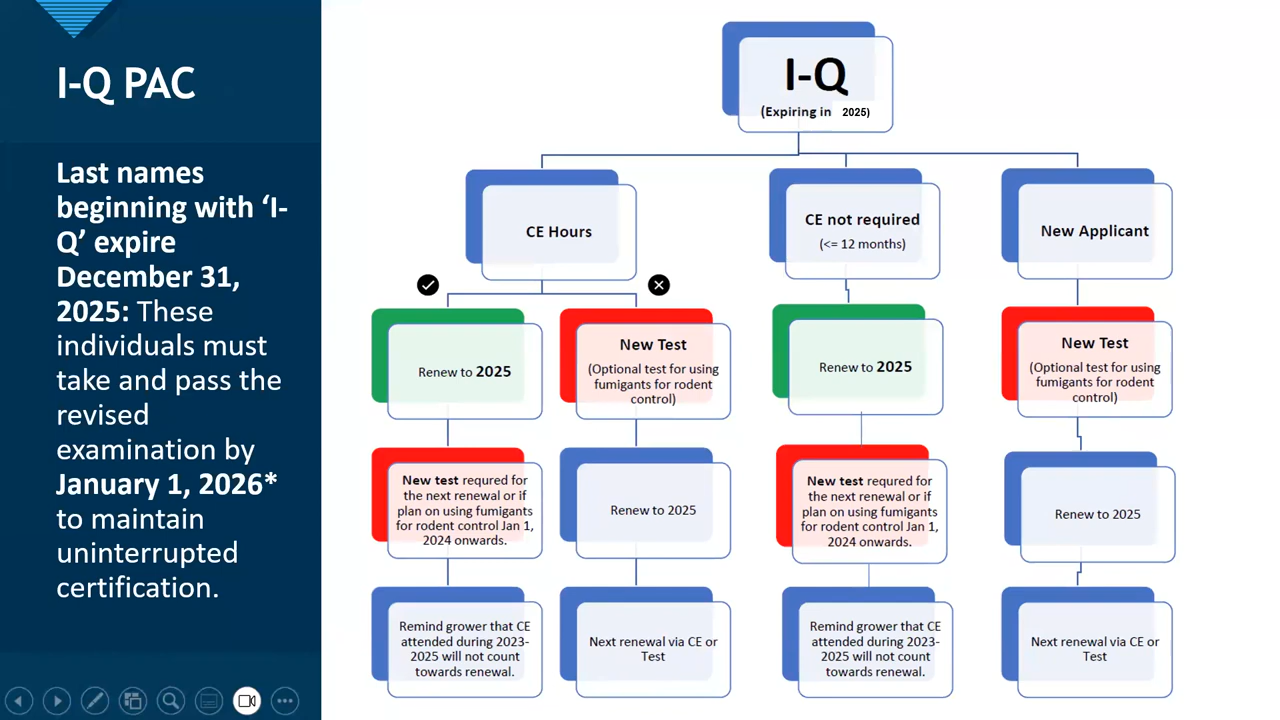 I-Q PAC
Last names
beginning with ‘I-
Q’ expire
December 31,
2025: These
individuals must
take and pass the
revised
examination by
January 1, 2026*
to maintain
uninterrupted
certification.
I-Q
(Expiring in 2025)
CE Hours
CE not required
(<= 12 months)
New Applicant
Renew to 2025
New Test
(Optional test for using
fumigants for rodent
control)
Renew to 2025
New Test
(Optional test for using
fumigants for rodent
control)
New test requred for
the next renewal or if
plan on using fumigants
for rodent control Jan 1,
2024 onwards.
Renew to 2025
New test requred for
the next renewal or if
plan on using fumigants
for rodent control Jan 1,
2024 onwards.
Renew to 2025
Remind grower that CE
attended during 2023-
2025 will not count
towards renewal.
Next renewal via CE or
Test
Remind grower that CE
attended during 2023-
2025 will not count
towards renewal.
Next renewal via CE or
Test